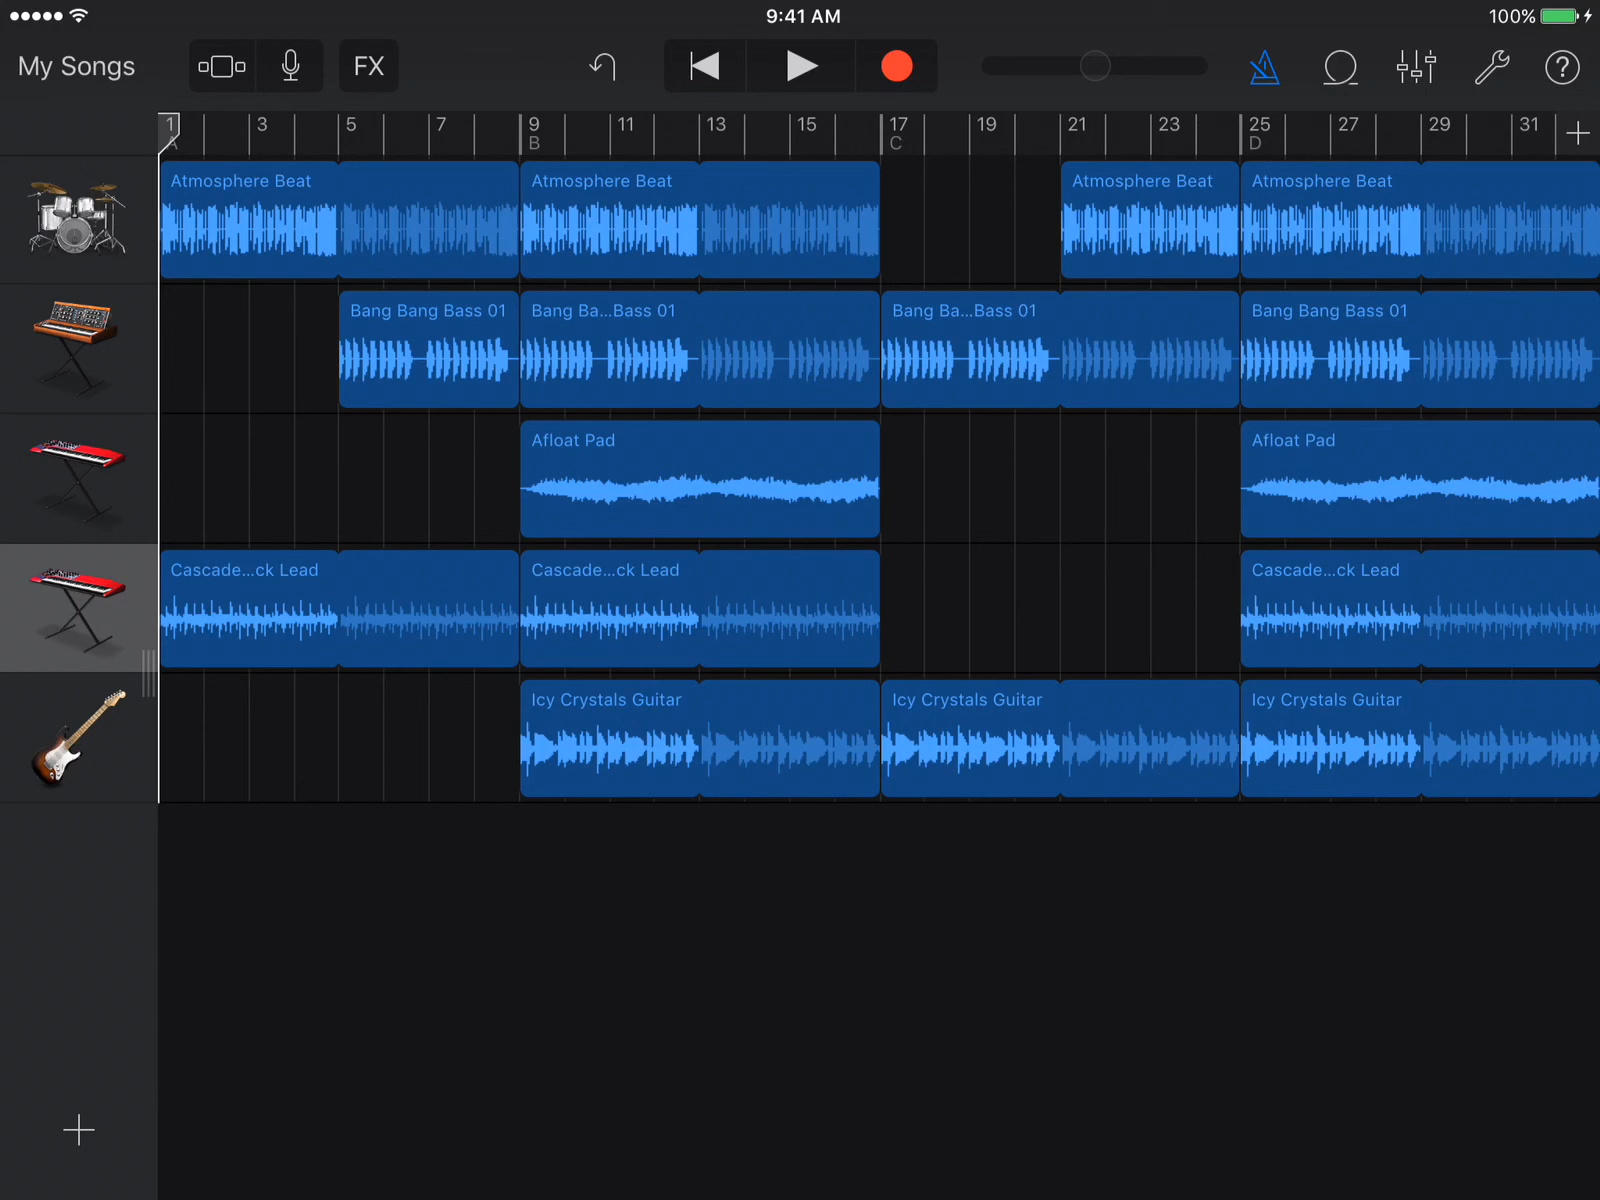 9:41 AM
100%
My Songs
FX
?
1 3 5 7 9 11 13 15 17 19 21 23 25 27 29 31
A B C D
Atmosphere Beat Atmosphere Beat Atmosphere Beat Atmosphere Beat
Bang Bang Bass 01 Bang Ba...Bass 01 Bang Ba...Bass 01 Bang Bang Bass 01
Afloat Pad Afloat Pad
Cascade...ck Lead Cascade...ck Lead Cascade...ck Lead
Icy Crystals Guitar Icy Crystals Guitar Icy Crystals Guitar